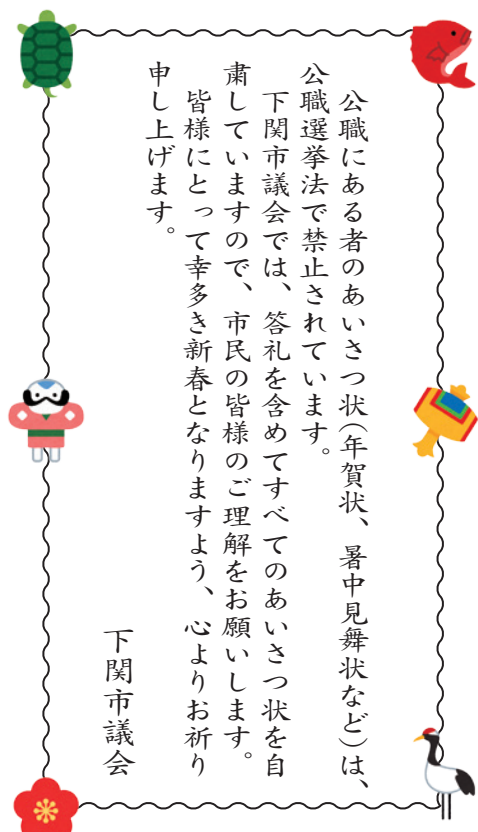 公職にある者のあいさつ状（年賀状、暑中見舞状など）は、
公職選挙法で禁止されています。
下関市議会では、答礼を含めてすべてのあいさつ状を自
粛していますので、市民の皆様のご理解をお願いします。
皆様にとって幸多き新春となりますよう、心よりお祈り
申し上げます。
下関市議会